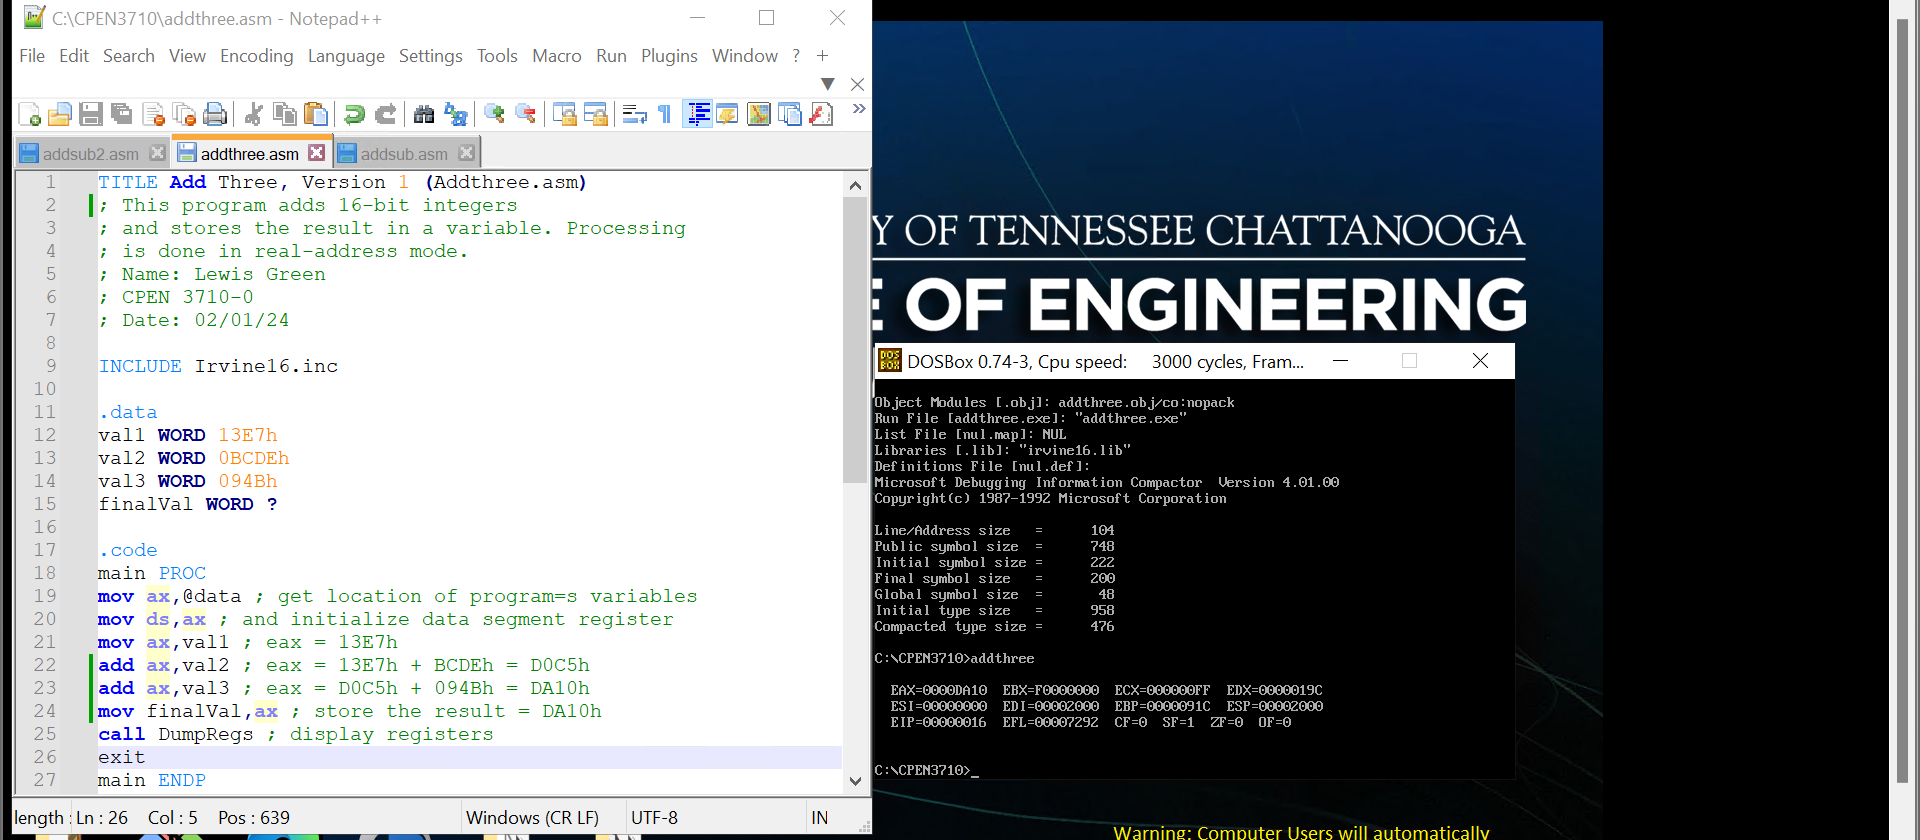 C:\CPEN3710\addthree.asm - Notepad++
File Edit Search View Encoding Language Settings Tools Macro Run Plugins Window ? +
addsub2.asm addthree.asm addsub.asm
1 TITLE Add Three, Version 1 (Addthree.asm)
2 ; This program adds 16-bit integers
3 ; and stores the result in a variable. Processing
4 ; is done in real-address mode.
5 ; Name: Lewis Green
6 ; CPEN 3710-0
7 ; Date: 02/01/24
8
9 INCLUDE Irvine16.inc
10
11 .data
12 val1 WORD 13E7h
13 val2 WORD 0BCDEh
14 val3 WORD 094Bh
15 finalVal WORD ?
16
17 .code
18 main PROC
19 mov ax,@data ; get location of program=s variables
20 mov ds,ax ; and initialize data segment register
21 mov ax,val1 ; eax = 13E7h
22 add ax,val2 ; eax = 13E7h + BCDEh = D0C5h
23 add ax,val3 ; eax = D0C5h + 094Bh = DA10h
24 mov finalVal,ax ; store the result = DA10h
25 call DumpRegs ; display registers
26 exit
27 main ENDP
length : Ln : 26 Col : 5 Pos : 639 Windows (CR LF) UTF-8 IN
Y OF TENNESSEE CHATTANOOGA
E OF ENGINEERING
DOSBox 0.74-3, Cpu speed: 3000 cycles, Fram...
Object Modules [.obj]: addthree.obj/co:nopack
Run File [addthree.exe]: "addthree.exe"
List File [nul.map]: NUL
Libraries [.lib]: "irvine16.lib"
Definitions File [nul.def]:
Microsoft Debugging Information Compactor Version 4.01.00
Copyright(c) 1987-1992 Microsoft Corporation
Line/Address size = 104
Public symbol size = 748
Initial symbol size = 222
Final symbol size = 200
Global symbol size = 48
Initial type size = 958
Compacted type size = 476
C:\CPEN3710>addthree
EAX=0000DA10 EBX=F0000000 ECX=000000FF EDX=0000019C
ESI=00000000 EDI=00002000 EBP=0000091C ESP=00002000
EIP=00000016 EFL=00007292 CF=0 SF=1 ZF=0 OF=0
C:\CPEN3710>_
Warning: Computer Users will automatically